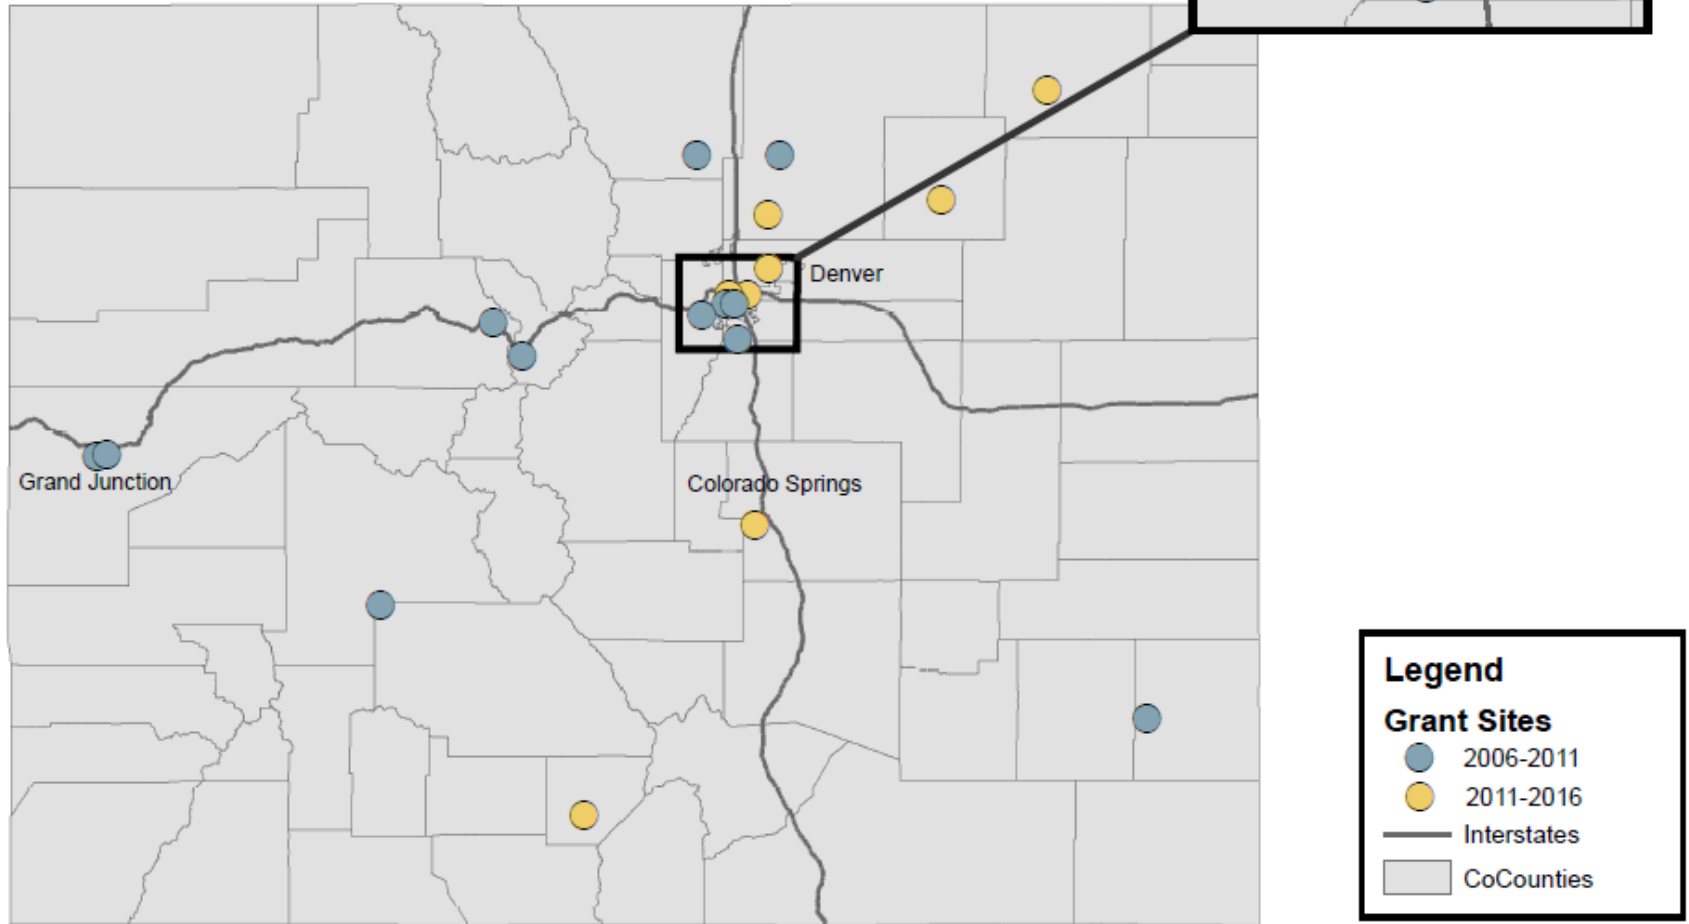 Denver
Grand Junction
Colorado Springs
Legend
Grant Sites
2006-2011
2011-2016
Interstates
CoCounties